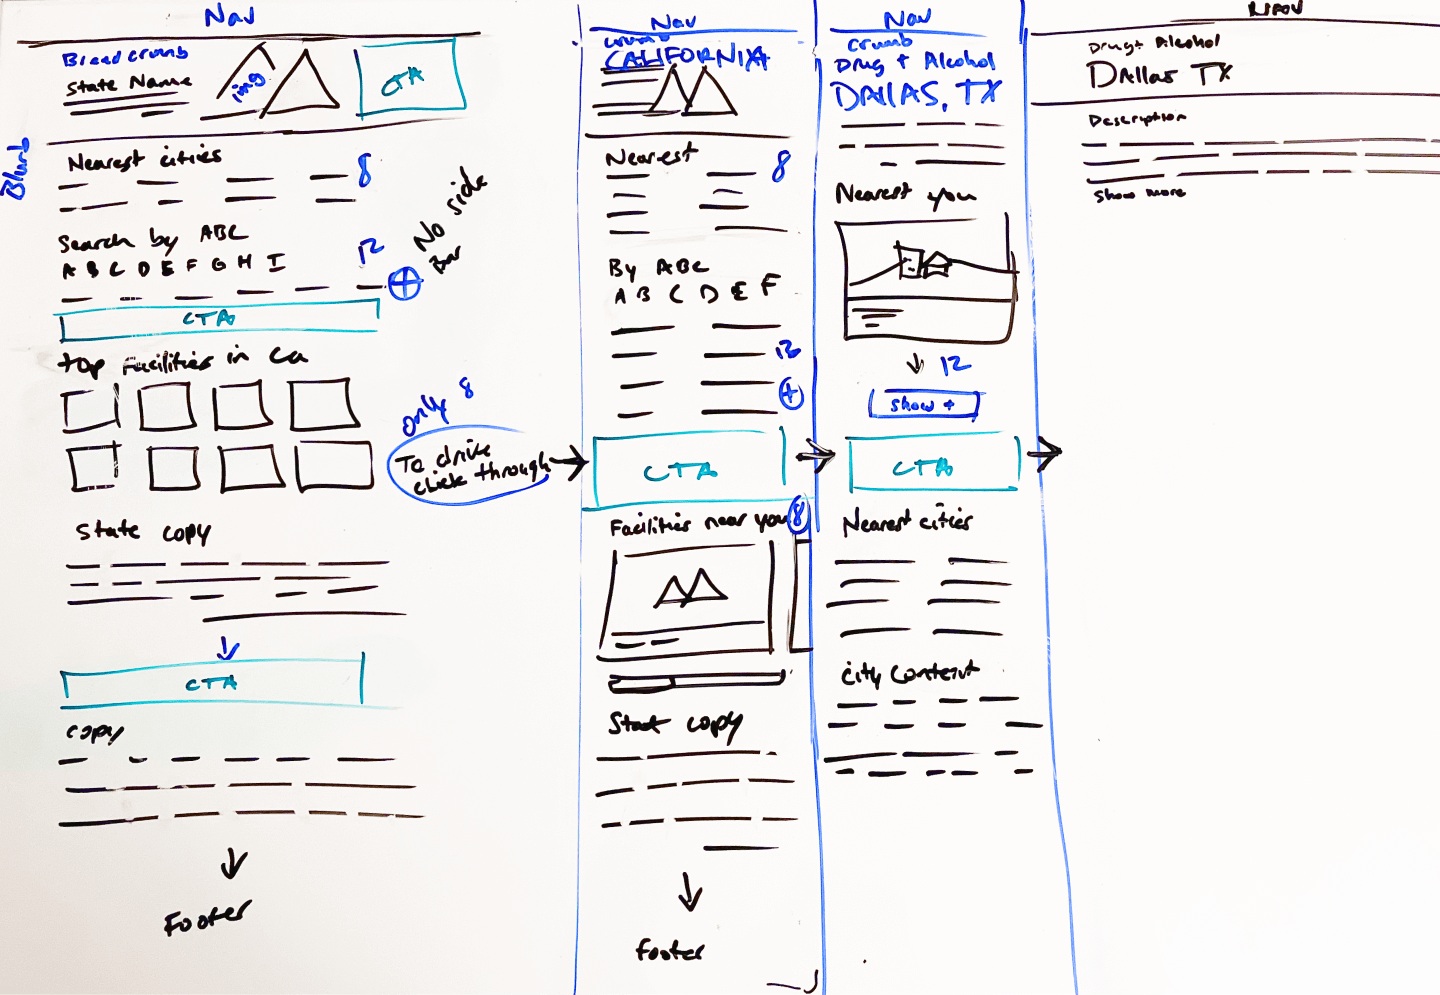 Nav
Breadcrumb
State Name
img
CTA
Blurb
Nearest cities
8
Search by ABC
A B C D E F G H I
12
+
No side
Bar
CTA
top Facilities in Ca
only 8
To drive
click through
State copy
CTA
copy
Footer
Nav
crumb
CALIFORNIA
Nearest
8
By ABC
A B C D E F
12
+
CTA
Facilities near you
8
State copy
footer
Nav
crumb
Drug + Alcohol
DALLAS, TX
Nearest you
12
show +
CTA
Nearest cities
City Content
Drug + Alcohol
Dallas TX
Description
Show more